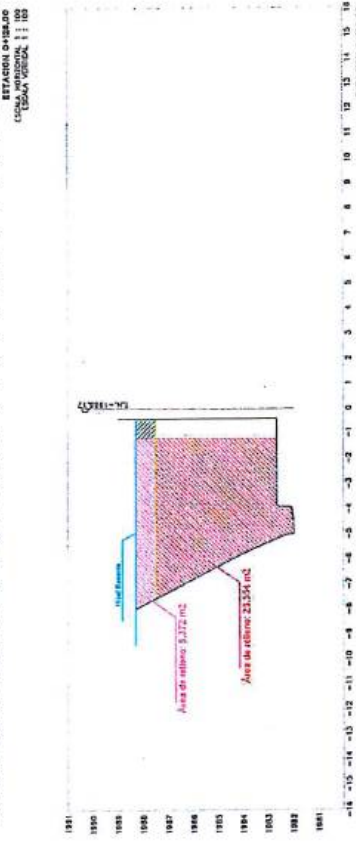 ESTACION 0+128,00
ESCALA HORIZONTAL 1 : 100
ESCALA VERTICAL 1 : 100
1991
1990
1989
1988
1987
1986
1985
1984
1983
1982
1981
Nivel Rasante
Área de relleno: 5,372 m2
Área de relleno: 23,554 m2
-16 -15 -14 -13 -12 -11 -10 -9 -8 -7 -6 -5 -4 -3 -2 -1 0 1 2 3 4 5 6 7 8 9 10 11 12 13 14 15 16